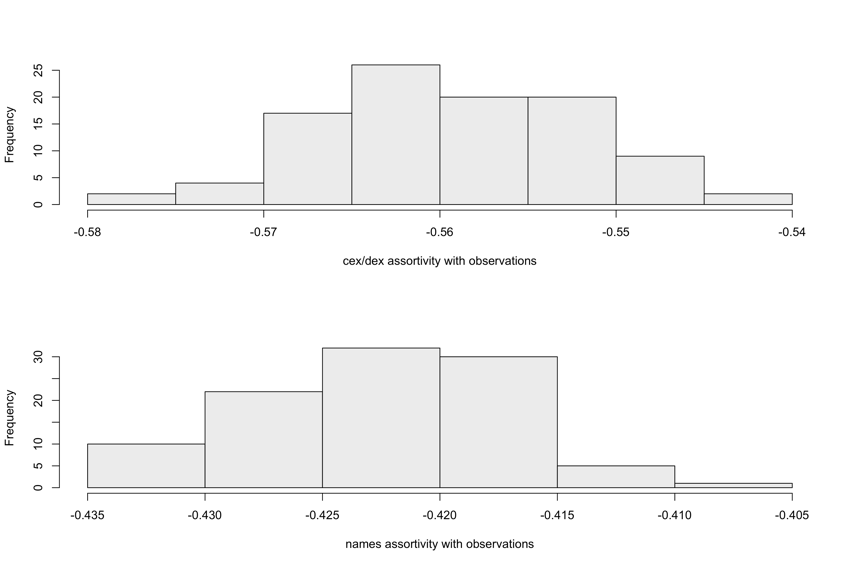 Frequency
25
20
15
10
5
0
-0.58 -0.57 -0.56 -0.55 -0.54
cex/dex assortivity with observations
Frequency
30
20
10
5
0
-0.435 -0.430 -0.425 -0.420 -0.415 -0.410 -0.405
names assortivity with observations